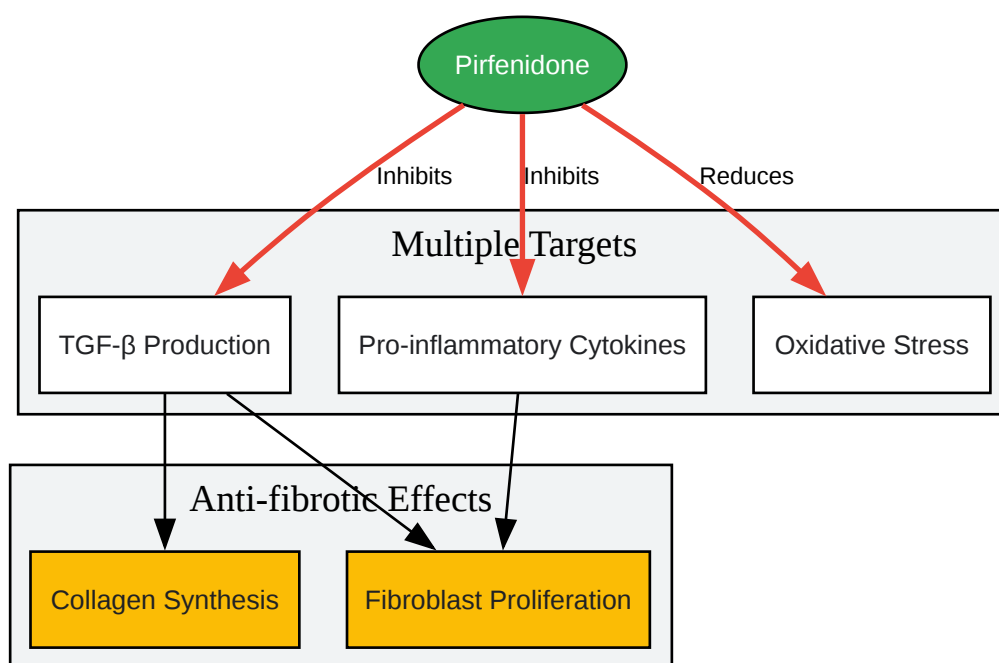 Pirfenidone
Inhibits
Inhibits
Reduces
Multiple Targets
TGF-β Production
Pro-inflammatory Cytokines
Oxidative Stress
Anti-fibrotic Effects
Collagen Synthesis
Fibroblast Proliferation